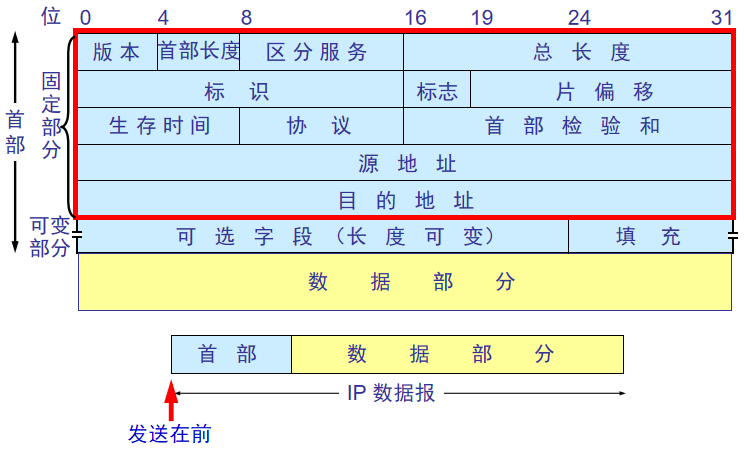 位 0 4 8 16 19 24 31
版本 首部长度 区分服务 总长度
标识 标志 片偏移
生存时间 协议 首部检验和
源地址
目的地址
可选字段（长度可变） 填充
数据部分
首部
固定部分
可变部分
首部 数据部分
IP 数据报
发送在前